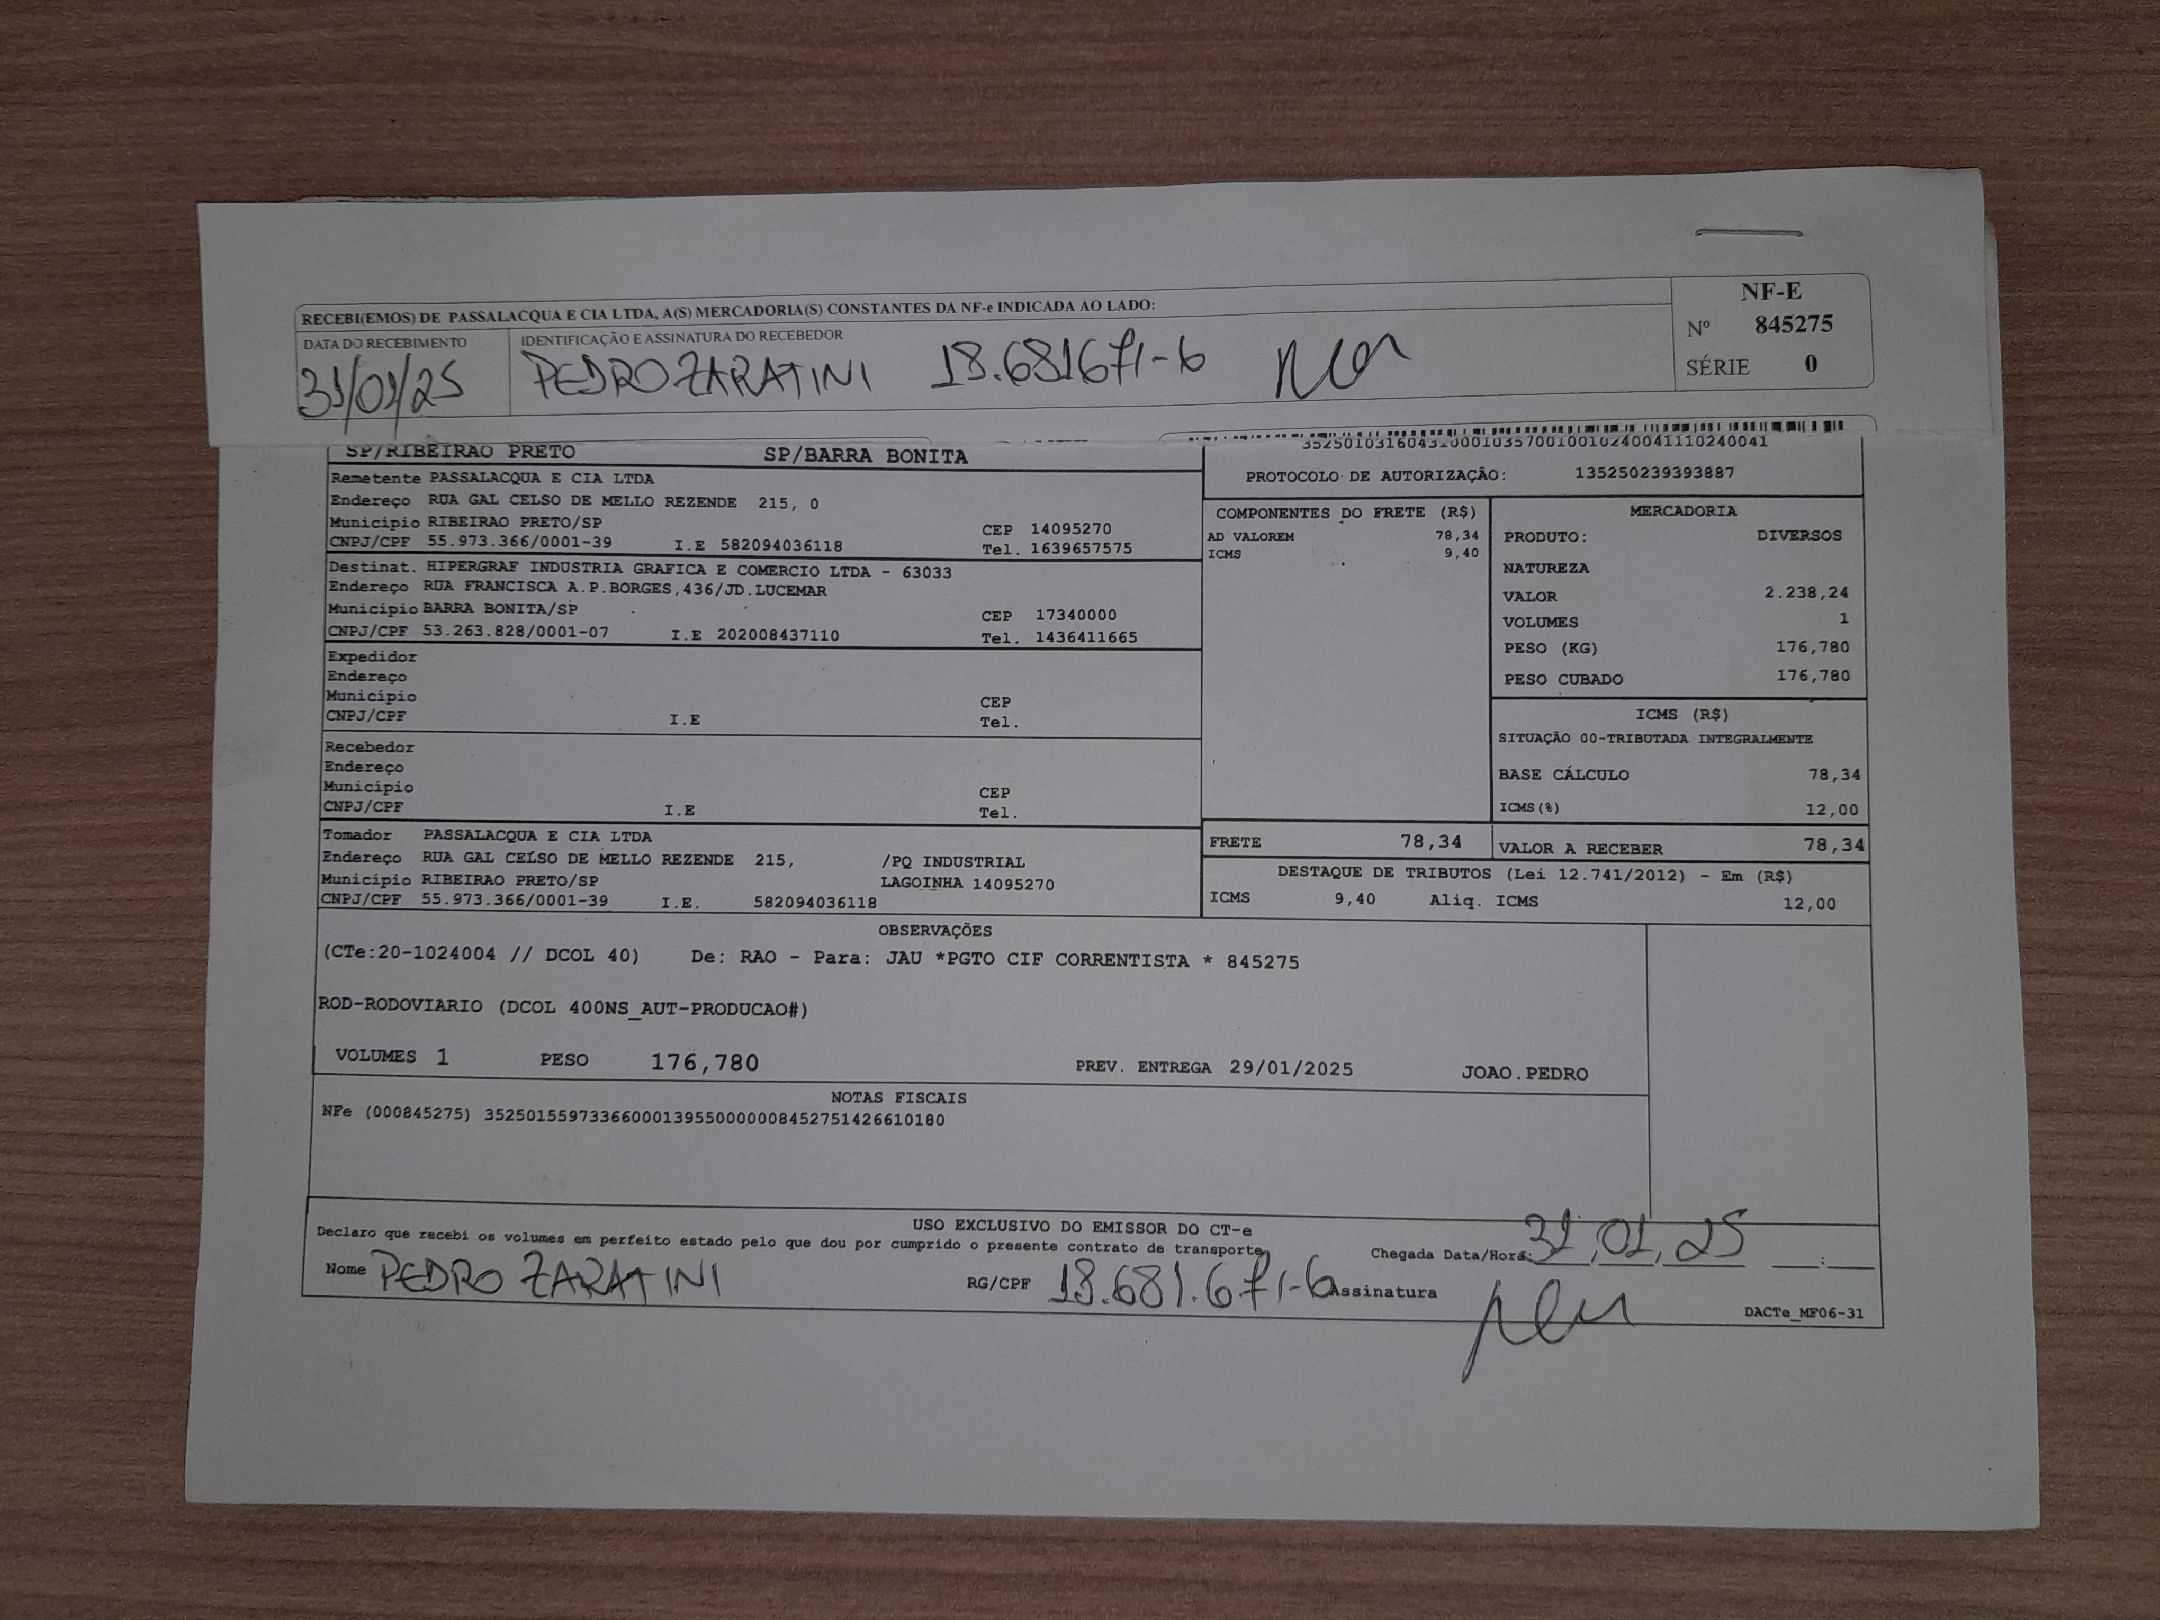 RECEBI(EMOS) DE PASSALACQUA E CIA LTDA, A(S) MERCADORIA(S) CONSTANTES DA NF-e INDICADA AO LADO:
NF-E
Nº 845275
SÉRIE 0
DATA DO RECEBIMENTO IDENTIFICAÇÃO E ASSINATURA DO RECEBEDOR
31/01/25 PEDRO ZARATINI 18.681671-6
SP/RIBEIRAO PRETO SP/BARRA BONITA
Remetente PASSALACQUA E CIA LTDA
Endereço RUA GAL CELSO DE MELLO REZENDE 215, 0
Município RIBEIRAO PRETO/SP CEP 14095270
CNPJ/CPF 55.973.366/0001-39 I.E 582094036118 Tel. 1639657575
Destinat. HIPERGRAF INDUSTRIA GRAFICA E COMERCIO LTDA - 63033
Endereço RUA FRANCISCA A.P.BORGES,436/JD.LUCEMAR
Município BARRA BONITA/SP CEP 17340000
CNPJ/CPF 53.263.828/0001-07 I.E 202008437110 Tel. 1436411665
Expedidor
Endereço
Município CEP
CNPJ/CPF I.E Tel.
Recebedor
Endereço
Município CEP
CNPJ/CPF I.E Tel.
Tomador PASSALACQUA E CIA LTDA
Endereço RUA GAL CELSO DE MELLO REZENDE 215, /PQ INDUSTRIAL
Município RIBEIRAO PRETO/SP LAGOINHA 14095270
CNPJ/CPF 55.973.366/0001-39 I.E. 582094036118
PROTOCOLO DE AUTORIZAÇÃO: 135250239393887
COMPONENTES DO FRETE (R$)
AD VALOREM 78,34
ICMS 9,40
MERCADORIA
PRODUTO: DIVERSOS
NATUREZA
VALOR 2.238,24
VOLUMES 1
PESO (KG) 176,780
PESO CUBADO 176,780
ICMS (R$)
SITUAÇÃO 00-TRIBUTADA INTEGRALMENTE
BASE CÁLCULO 78,34
ICMS(%) 12,00
FRETE 78,34 VALOR A RECEBER 78,34
DESTAQUE DE TRIBUTOS (Lei 12.741/2012) - Em (R$)
ICMS 9,40 Aliq. ICMS 12,00
OBSERVAÇÕES
(CTe:20-1024004 // DCOL 40) De: RAO - Para: JAU *PGTO CIF CORRENTISTA * 845275
ROD-RODOVIARIO (DCOL 400NS_AUT-PRODUCAO#)
VOLUMES 1 PESO 176,780 PREV. ENTREGA 29/01/2025 JOAO.PEDRO
NOTAS FISCAIS
NFe (000845275) 35250155973366000139550000008452751426610180
USO EXCLUSIVO DO EMISSOR DO CT-e
Declaro que recebi os volumes em perfeito estado pelo que dou por cumprido o presente contrato de transporte
Chegada Data/Hora: 31,01,25 :
Nome PEDRO ZARATINI RG/CPF 18.681.671-6 Assinatura
DACTe_MF06-31